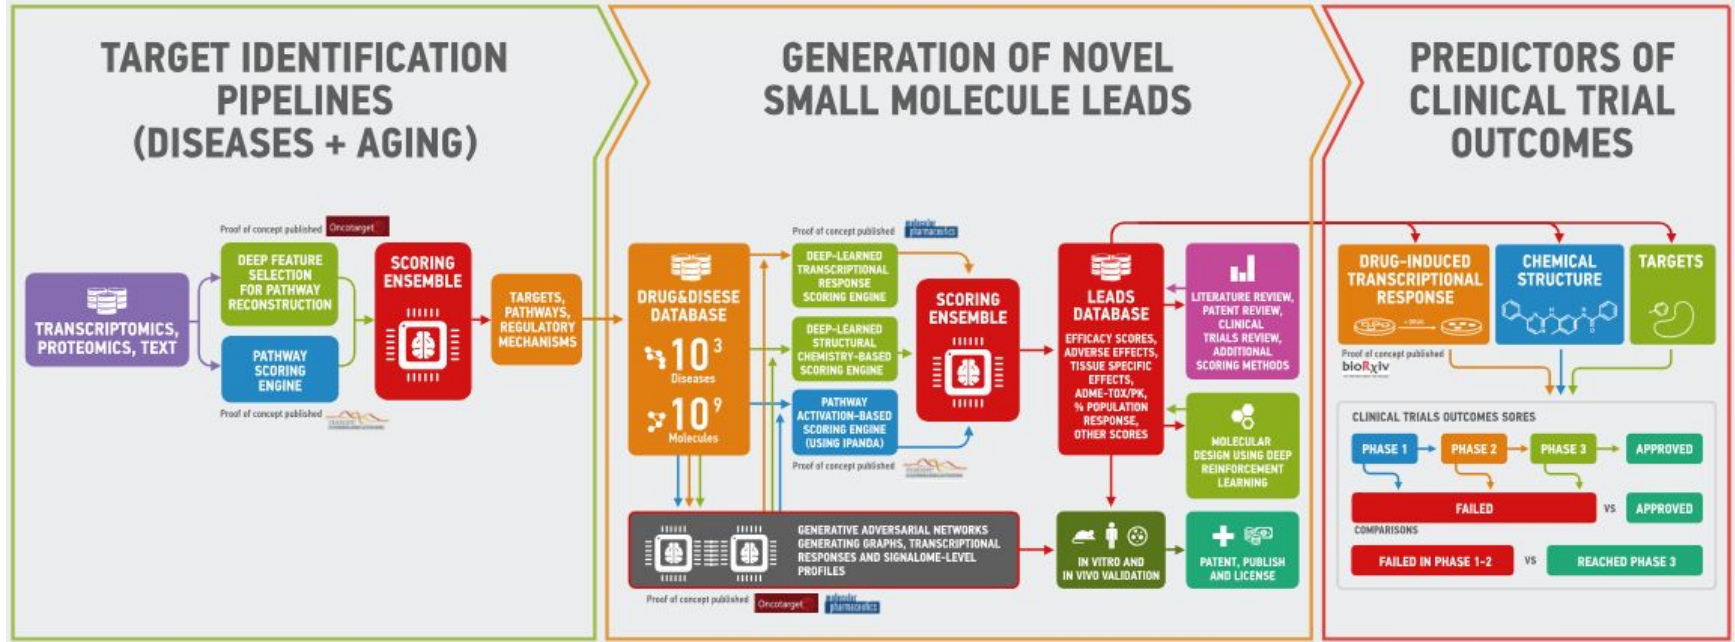 TARGET IDENTIFICATION
PIPELINES
(DISEASES + AGING)
Proof of concept published
Oncotarget
TRANSCRIPTOMICS,
PROTEOMICS, TEXT
DEEP FEATURE
SELECTION
FOR PATHWAY
RECONSTRUCTION
PATHWAY
SCORING
ENGINE
Proof of concept published
SCORING
ENSEMBLE
TARGETS,
PATHWAYS,
REGULATORY
MECHANISMS
GENERATION OF NOVEL
SMALL MOLECULE LEADS
DRUG&DISESE
DATABASE
10 3
Diseases
10 9
Molecules
Proof of concept published
molecular
pharmaceutics
DEEP-LEARNED
TRANSCRIPTIONAL
RESPONSE
SCORING ENGINE
DEEP-LEARNED
STRUCTURAL
CHEMISTRY-BASED
SCORING ENGINE
PATHWAY
ACTIVATION-BASED
SCORING ENGINE
(USING IPANDA)
Proof of concept published
SCORING
ENSEMBLE
LEADS
DATABASE
EFFICACY SCORES,
ADVERSE EFFECTS,
TISSUE SPECIFIC
EFFECTS,
ADME-TOX/PK,
% POPULATION
RESPONSE,
OTHER SCORES
LITERATURE REVIEW,
PATENT REVIEW,
CLINICAL
TRIALS REVIEW,
ADDITIONAL
SCORING METHODS
MOLECULAR
DESIGN USING DEEP
REINFORCEMENT
LEARNING
GENERATIVE ADVERSARIAL NETWORKS
GENERATING GRAPHS, TRANSCRIPTIONAL
RESPONSES AND SIGNALOME-LEVEL
PROFILES
Proof of concept published
Oncotarget
molecular
pharmaceutics
IN VITRO AND
IN VIVO VALIDATION
PATENT, PUBLISH
AND LICENSE
PREDICTORS OF
CLINICAL TRIAL
OUTCOMES
DRUG-INDUCED
TRANSCRIPTIONAL
RESPONSE
CHEMICAL
STRUCTURE
TARGETS
Proof of concept published
bioRxiv
CLINICAL TRIALS OUTCOMES SORES
PHASE 1
PHASE 2
PHASE 3
APPROVED
FAILED
VS
APPROVED
COMPARISONS
FAILED IN PHASE 1-2
VS
REACHED PHASE 3